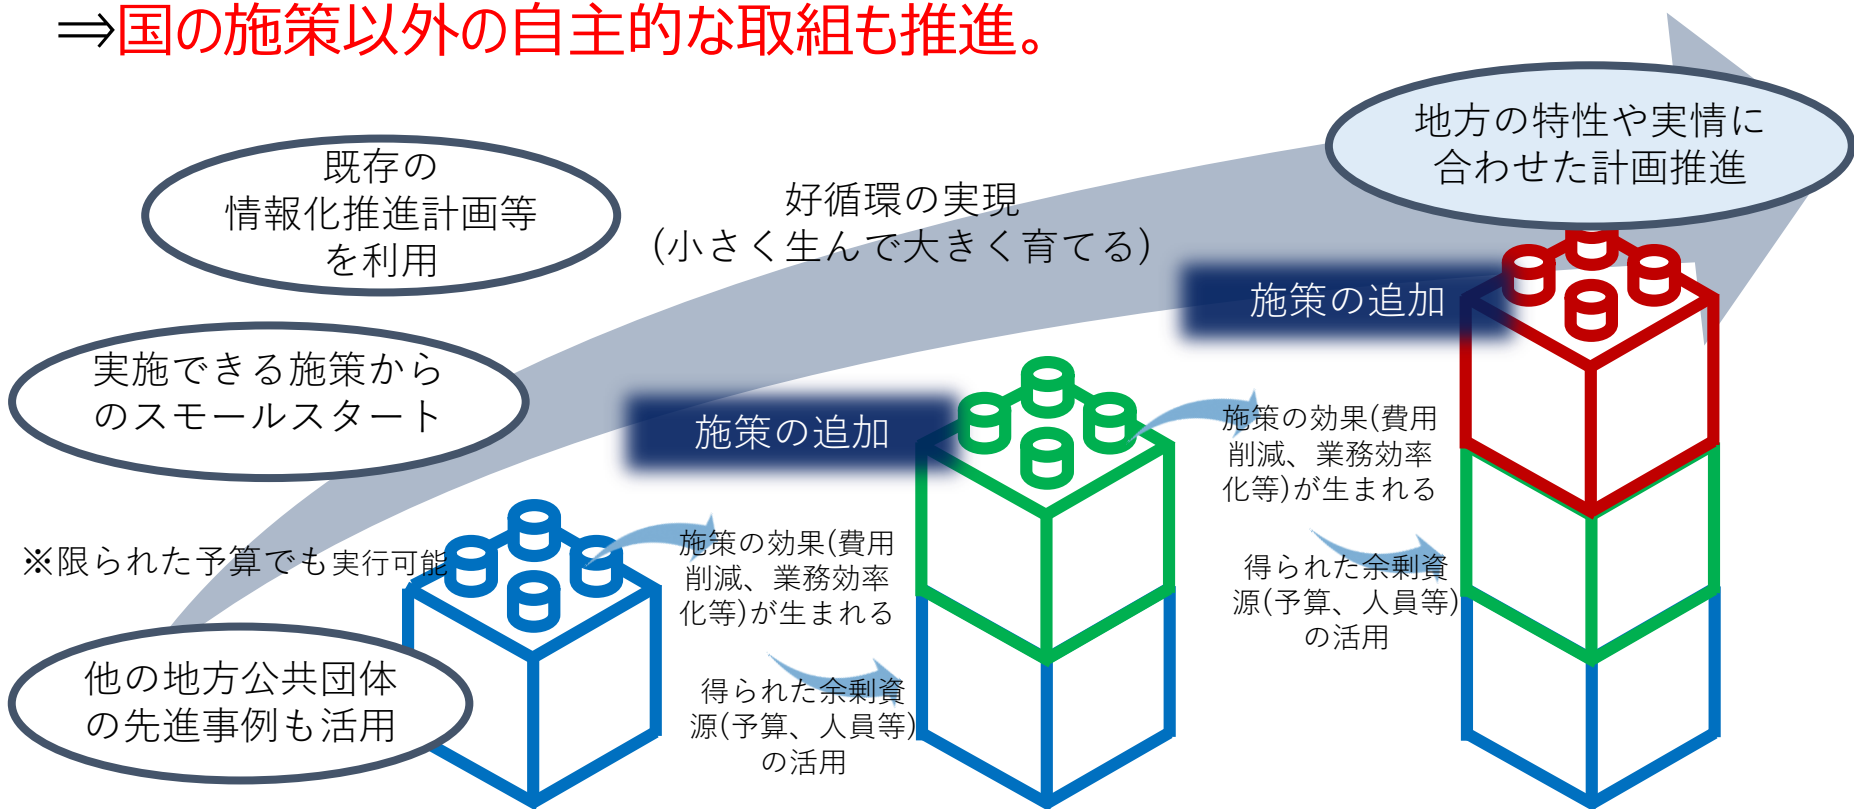 ⇒国の施策以外の自主的な取組も推進。
地方の特性や実情に
合わせた計画推進
既存の
情報化推進計画等
を利用
好循環の実現
(小さく生んで大きく育てる)
施策の追加
実施できる施策から
のスモールスタート
施策の追加
施策の効果(費用
削減、業務効率
化等)が生まれる
※限られた予算でも実行可能
施策の効果(費用
削減、業務効率
化等)が生まれる
得られた余剰資
源(予算、人員等)
の活用
他の地方公共団体
の先進事例も活用
得られた余剰資
源(予算、人員等)
の活用